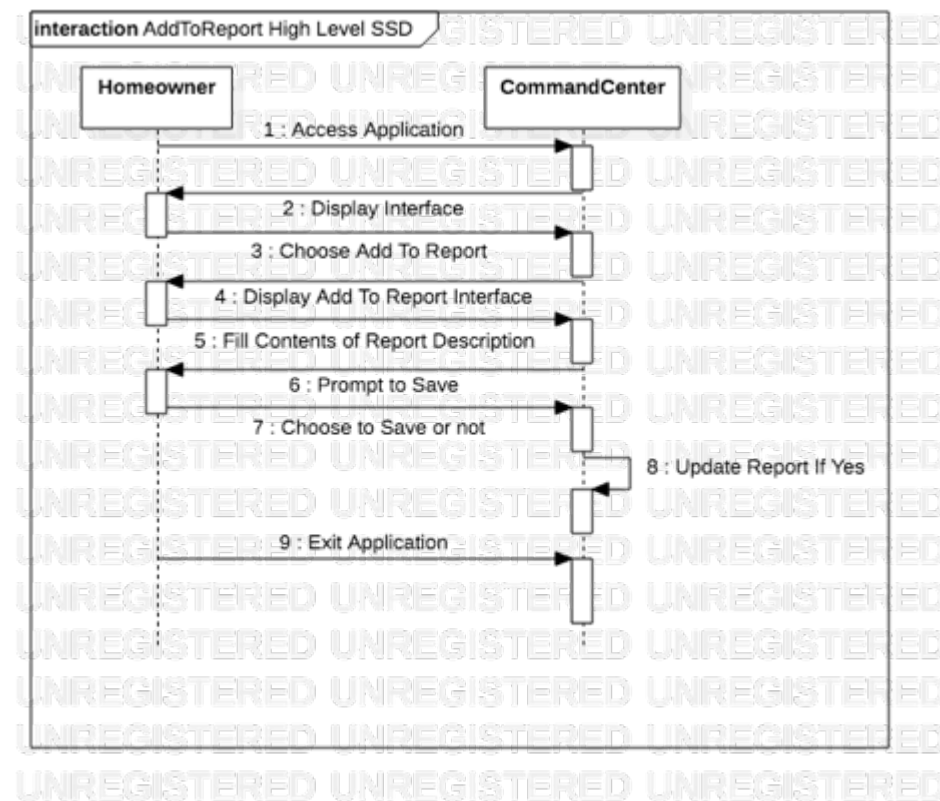 interaction AddToReport High Level SSD
Homeowner
CommandCenter
1 : Access Application
2 : Display Interface
3 : Choose Add To Report
4 : Display Add To Report Interface
5 : Fill Contents of Report Description
6 : Prompt to Save
7 : Choose to Save or not
8 : Update Report If Yes
9 : Exit Application
UNREGISTERED UNREGISTERED UNREGISTERED